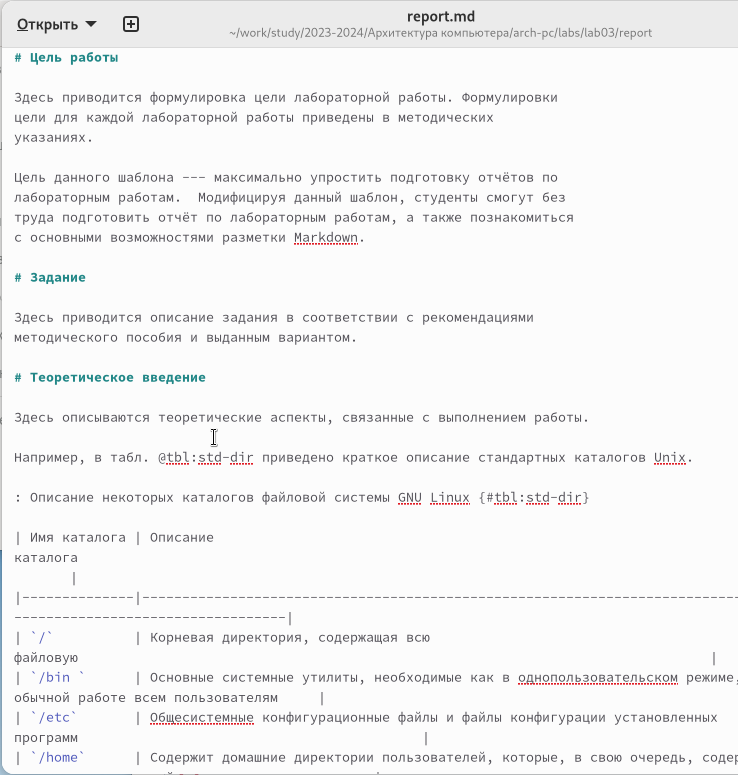 Открыть
report.md
~/work/study/2023-2024/Архитектура компьютера/arch-pc/labs/lab03/report
# Цель работы
Здесь приводится формулировка цели лабораторной работы. Формулировки
цели для каждой лабораторной работы приведены в методических
указаниях.
Цель данного шаблона --- максимально упростить подготовку отчётов по
лабораторным работам.  Модифицируя данный шаблон, студенты смогут без
труда подготовить отчёт по лабораторным работам, а также познакомиться
с основными возможностями разметки Markdown.
# Задание
Здесь приводится описание задания в соответствии с рекомендациями
методического пособия и выданным вариантом.
# Теоретическое введение
Здесь описываются теоретические аспекты, связанные с выполнением работы.
Например, в табл. @tbl:std-dir приведено краткое описание стандартных каталогов Unix.
: Описание некоторых каталогов файловой системы GNU Linux {#tbl:std-dir}
| Имя каталога | Описание
каталога
|
|--------------|---------------------------------------------------------------------------
----------------------------------|
| `/`          | Корневая директория, содержащая всю
файловую |
| `/bin `      | Основные системные утилиты, необходимые как в однопользовательском режиме,
обычной работе всем пользователям     |
| `/etc`       | Общесистемные конфигурационные файлы и файлы конфигурации установленных
программ |
| `/home`      | Содержит домашние директории пользователей, которые, в свою очередь,